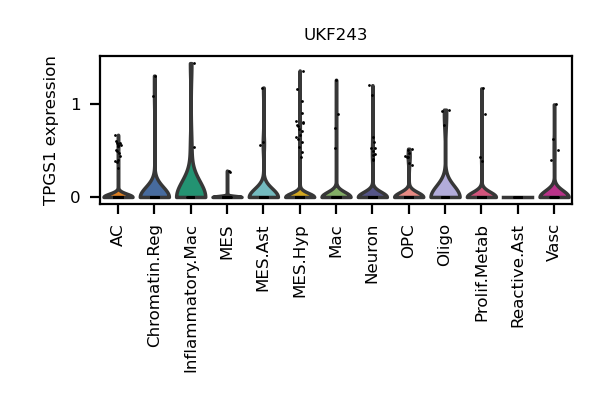 UKF243
TPGS1 expression
1
0
AC
Chromatin.Reg
Inflammatory.Mac
MES
MES.Ast
MES.Hyp
Mac
Neuron
OPC
Oligo
Prolif.Metab
Reactive.Ast
Vasc